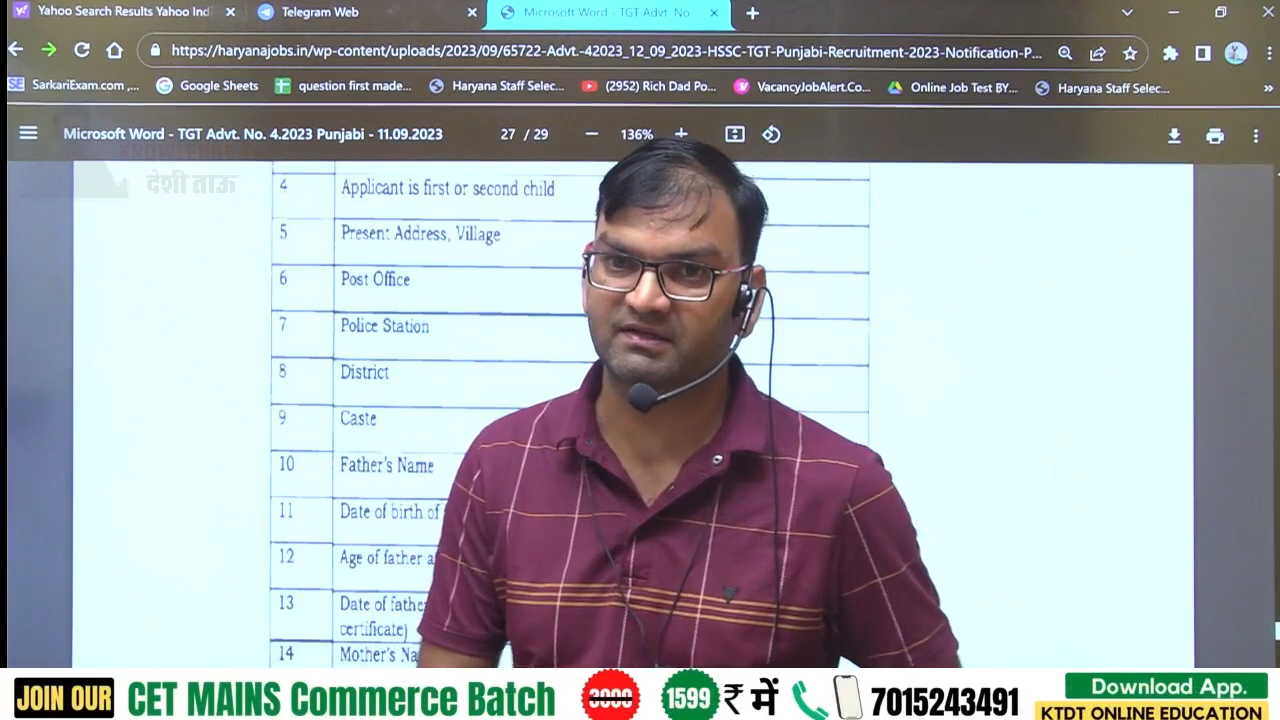 Yahoo Search Results Yahoo Ind
Telegram Web
Microsoft Word - TGT Advt. No
https://haryanajobs.in/wp-content/uploads/2023/09/65722-Advt.-42023_12_09_2023-HSSC-TGT-Punjabi-Recruitment-2023-Notification-P...
SE SarkariExam.com ,...
Google Sheets
question first made...
Haryana Staff Selec...
(2952) Rich Dad Po...
VacancyJobAlert.Co...
Online Job Test BY...
Haryana Staff Selec...
»
Microsoft Word - TGT Advt. No. 4.2023 Punjabi - 11.09.2023
27 / 29
136%
देशी ताऊ
4 Applicant is first or second child
5 Present Address, Village
6 Post Office
7 Police Station
8 District
9 Caste
10 Father's Name
11 Date of birth of
12 Age of father a
13 Date of fathe
certificate)
14 Mother's Na
JOIN OUR CET MAINS Commerce Batch 3000 1599 ₹ में 7015243491
Download App.
KTDT ONLINE EDUCATION